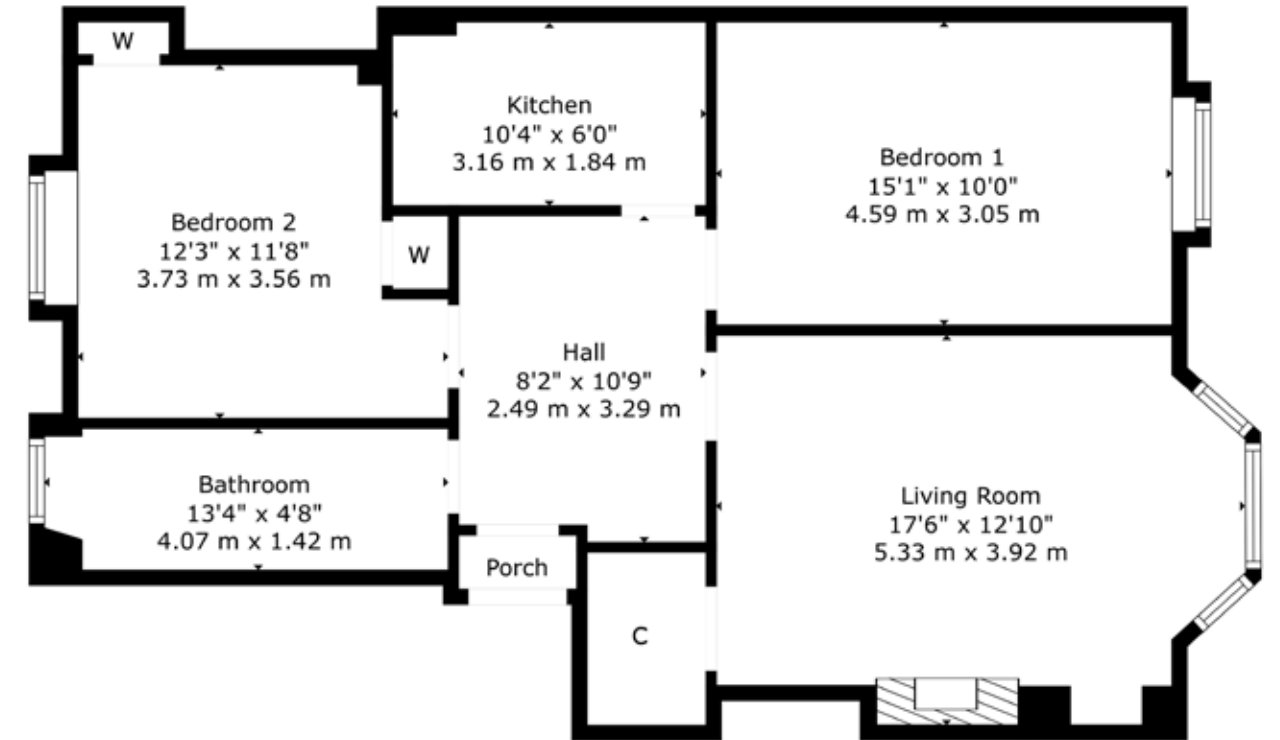 W
Kitchen
10'4" x 6'0"
3.16 m x 1.84 m
Bedroom 1
15'1" x 10'0"
4.59 m x 3.05 m
Bedroom 2
12'3" x 11'8"
3.73 m x 3.56 m
W
Hall
8'2" x 10'9"
2.49 m x 3.29 m
Bathroom
13'4" x 4'8"
4.07 m x 1.42 m
Living Room
17'6" x 12'10"
5.33 m x 3.92 m
Porch
C